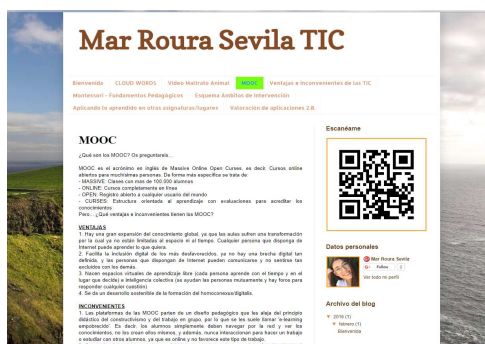 Mar Roura Sevila TIC
Bienvenida CLOUD WORDS Vídeo Maltrato Animal MOOC Ventajas e Inconvenientes de las TIC
Montessori - Fundamentos Pedagógicos Esquema Ámbitos de Intervención
Aplicando lo aprendido en otras asignaturas/lugares Valoración de aplicaciones 2.0.
MOOC
¿Qué son los MOOC? Os preguntaréis...
MOOC es el acrónimo en inglés de Massive Online Open Curses, es decir, Cursos online
abiertos para muchísimas personas. De forma más específica se trata de:
- MASSIVE: Clases con mas de 100.000 alumnos
- ONLINE: Cursos completamente en línea
- OPEN: Registro abierto a cualquier usuario del mundo
- CURSES: Estructura orientada al aprendizaje con evaluaciones para acreditar los
conocimientos
Pero... ¿Qué ventajas e inconvenientes tienen los MOOC?
VENTAJAS
1. Hay una gran expansión del conocimiento global, ya que las aulas sufren una transformación
por la cual ya no están limitadas al espacio ni al tiempo. Cualquier persona que disponga de
Internet puede aprender lo que quiera.
2. Facilita la inclusión digital de los más desfavorecidos, ya no hay una brecha digital tan
definida, y las personas que dispongan de Internet pueden comunicarse y no sentirse tan
excluidos con los demás.
3. Nacen espacios virtuales de aprendizaje libre (cada persona aprende con el tiempo y en el
lugar que decide) e inteligencia colectiva (se ayudan las personas mutuamente y hay foros para
responder cualquier cuestión)
4. Se da un desarrollo sostenible de la formación del homoconexus/digitalis.
INCONVENIENTES
1. Las plataformas de las MOOC parten de un diseño pedagógico que les aleja del principio
didáctico del constructivismo y del trabajo en grupo, por lo que se les suele llamar 'e-learning
empobrecido'. Es decir, los alumnos simplemente deben navegar por la red y ver los
conocimientos, no los crean ellos mismos, y además, nunca interaccionan para hacer un trabajo
o estudiar con otros alumnos, ya que es online y no favorece este tipo de trabajo.
Escanéame
Datos personales
Mar Roura Sevila
G+ Follow
Ver todo mi perfil
Archivo del blog
▼ 2016 (1)
▼ febrero (1)
Bienvenida